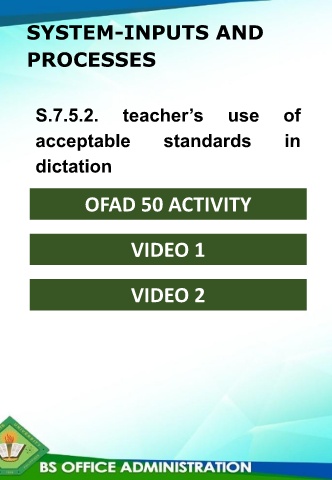 SYSTEM-INPUTS AND
PROCESSES
S.7.5.2. teacher's use of
acceptable standards in
dictation
OFAD 50 ACTIVITY
VIDEO 1
VIDEO 2
BS OFFICE ADMINISTRATION